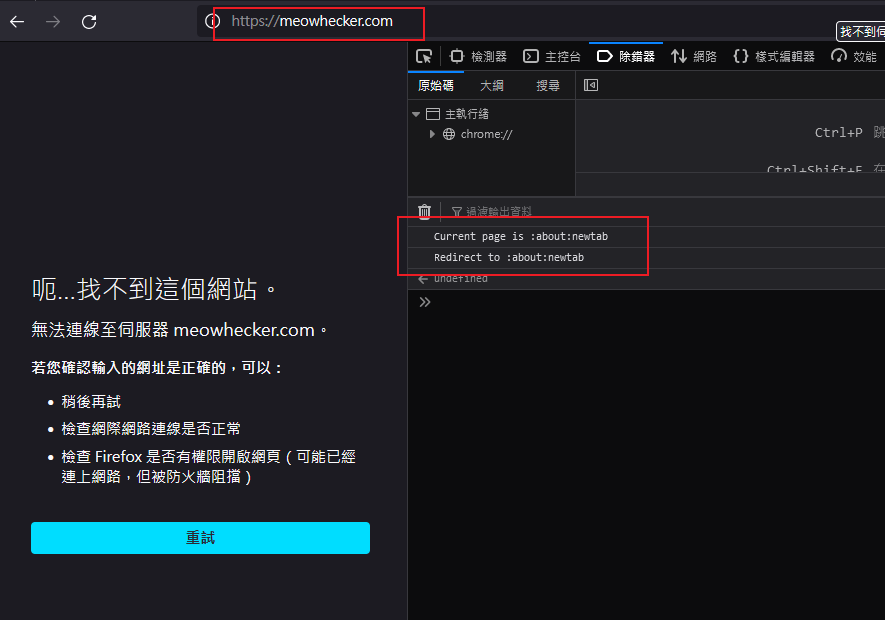 https://meowhecker.com
找不到
檢測器 主控台 除錯器 網路 樣式編輯器 效能
原始碼 大綱 搜尋
主執行緒
chrome://
Ctrl+P 跳
Ctrl+Shift+F 在
過濾輸出資料
Current page is :about:newtab
Redirect to :about:newtab
undefined
呃…找不到這個網站。
無法連線至伺服器 meowhecker.com。
若您確認輸入的網址是正確的，可以：
稍後再試
檢查網際網路連線是否正常
檢查 Firefox 是否有權限開啟網頁（可能已經
連上網路，但被防火牆阻擋）
重試